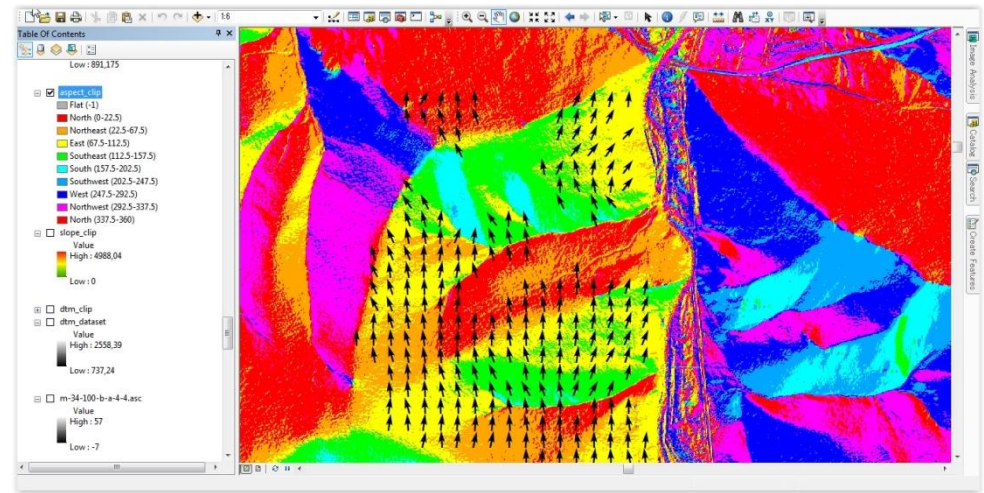 1:6
Table Of Contents
Low : 891,175
aspect_clip
Flat (-1)
North (0-22.5)
Northeast (22.5-67.5)
East (67.5-112.5)
Southeast (112.5-157.5)
South (157.5-202.5)
Southwest (202.5-247.5)
West (247.5-292.5)
Northwest (292.5-337.5)
North (337.5-360)
slope_clip
Value
High : 4988,04
Low : 0
dtm_clip
dtm_dataset
Value
High : 2558,39
Low : 737,24
m-34-100-b-a-4-4.asc
Value
High : 57
Low : -7
Image Analysis
Catalog
Search
Create Features